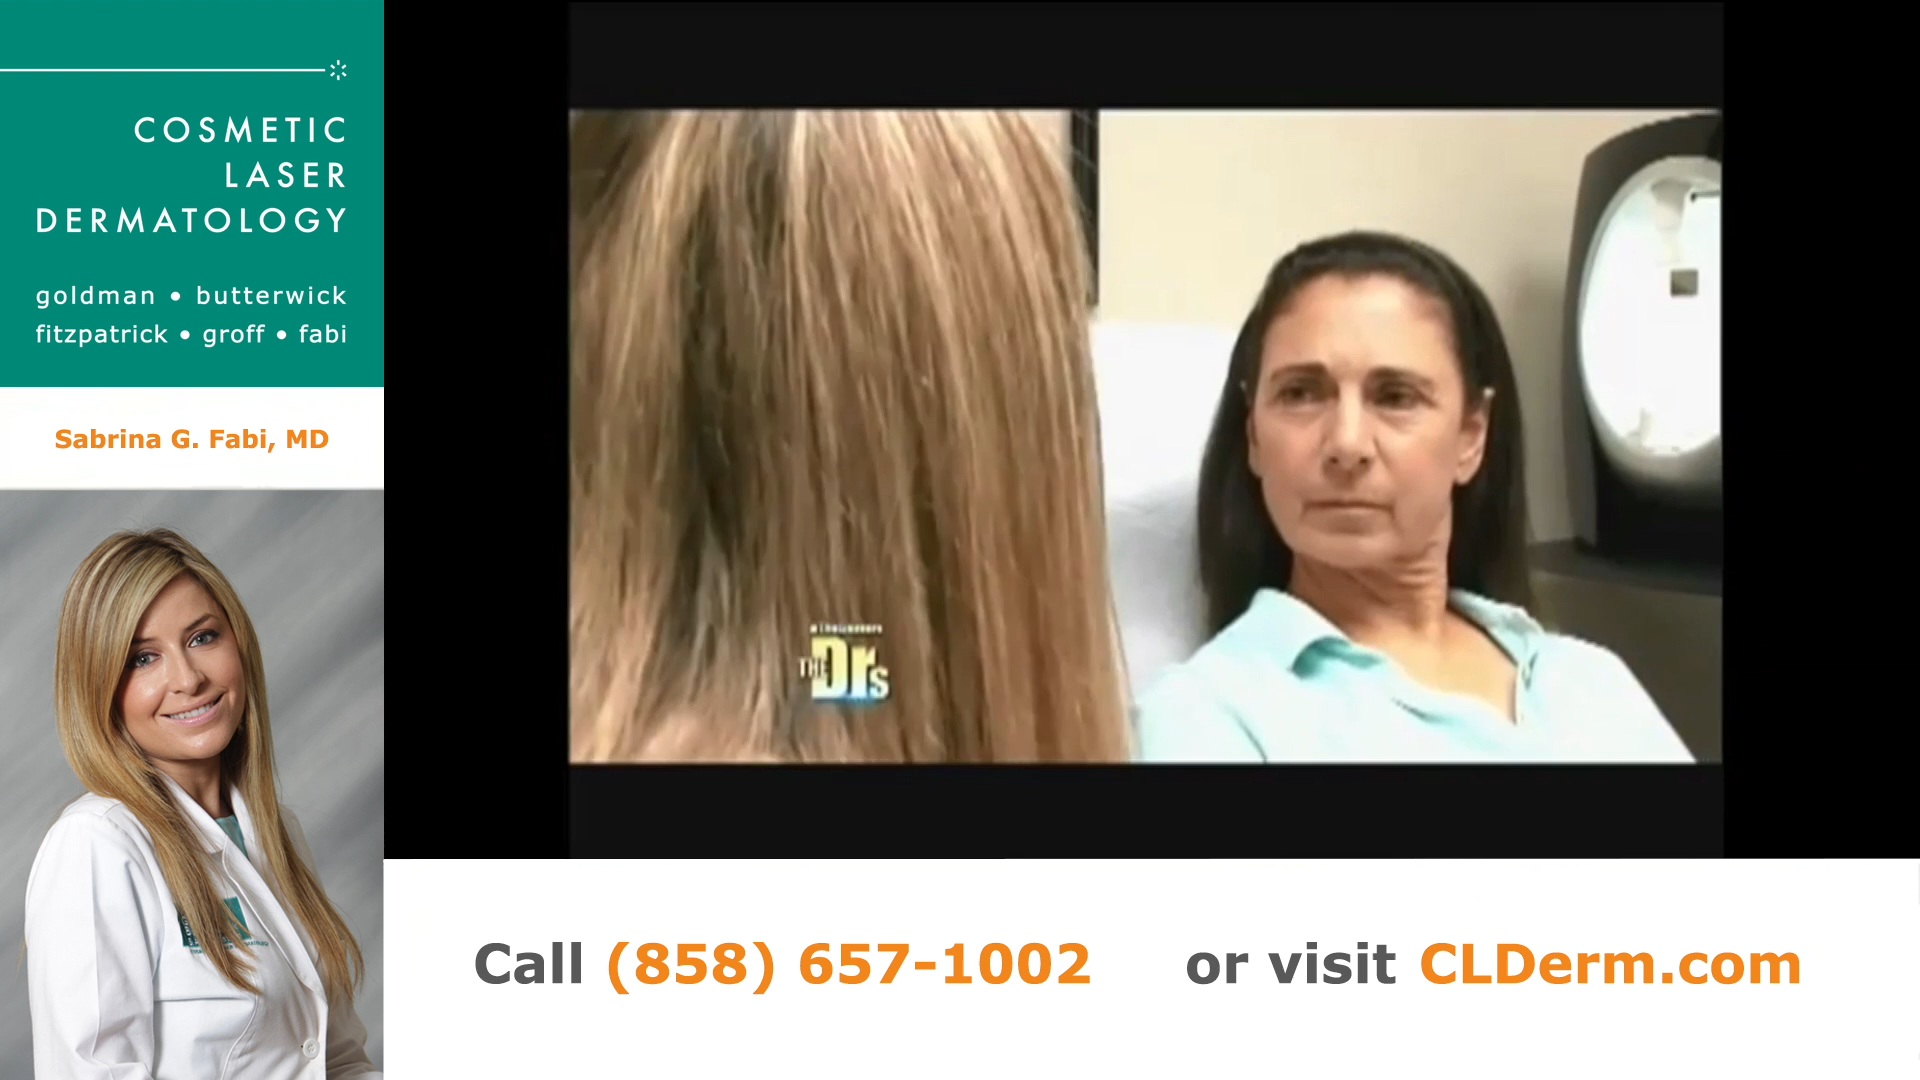 COSMETIC
LASER
DERMATOLOGY
goldman • butterwick
fitzpatrick • groff • fabi
Sabrina G. Fabi, MD
THE Drs
Call (858) 657-1002 or visit CLDerm.com